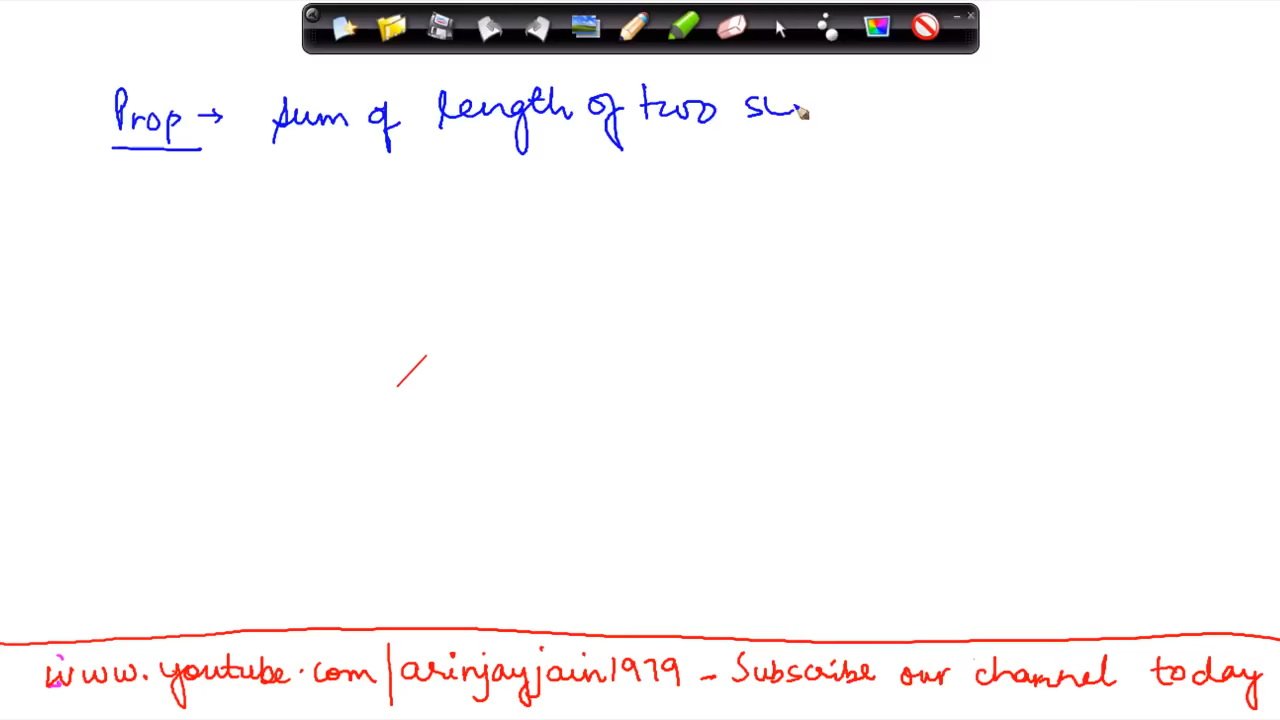 Prop → Sum of length of two
www.youtube.com/arinjayjain1979 - Subscribe our channel today